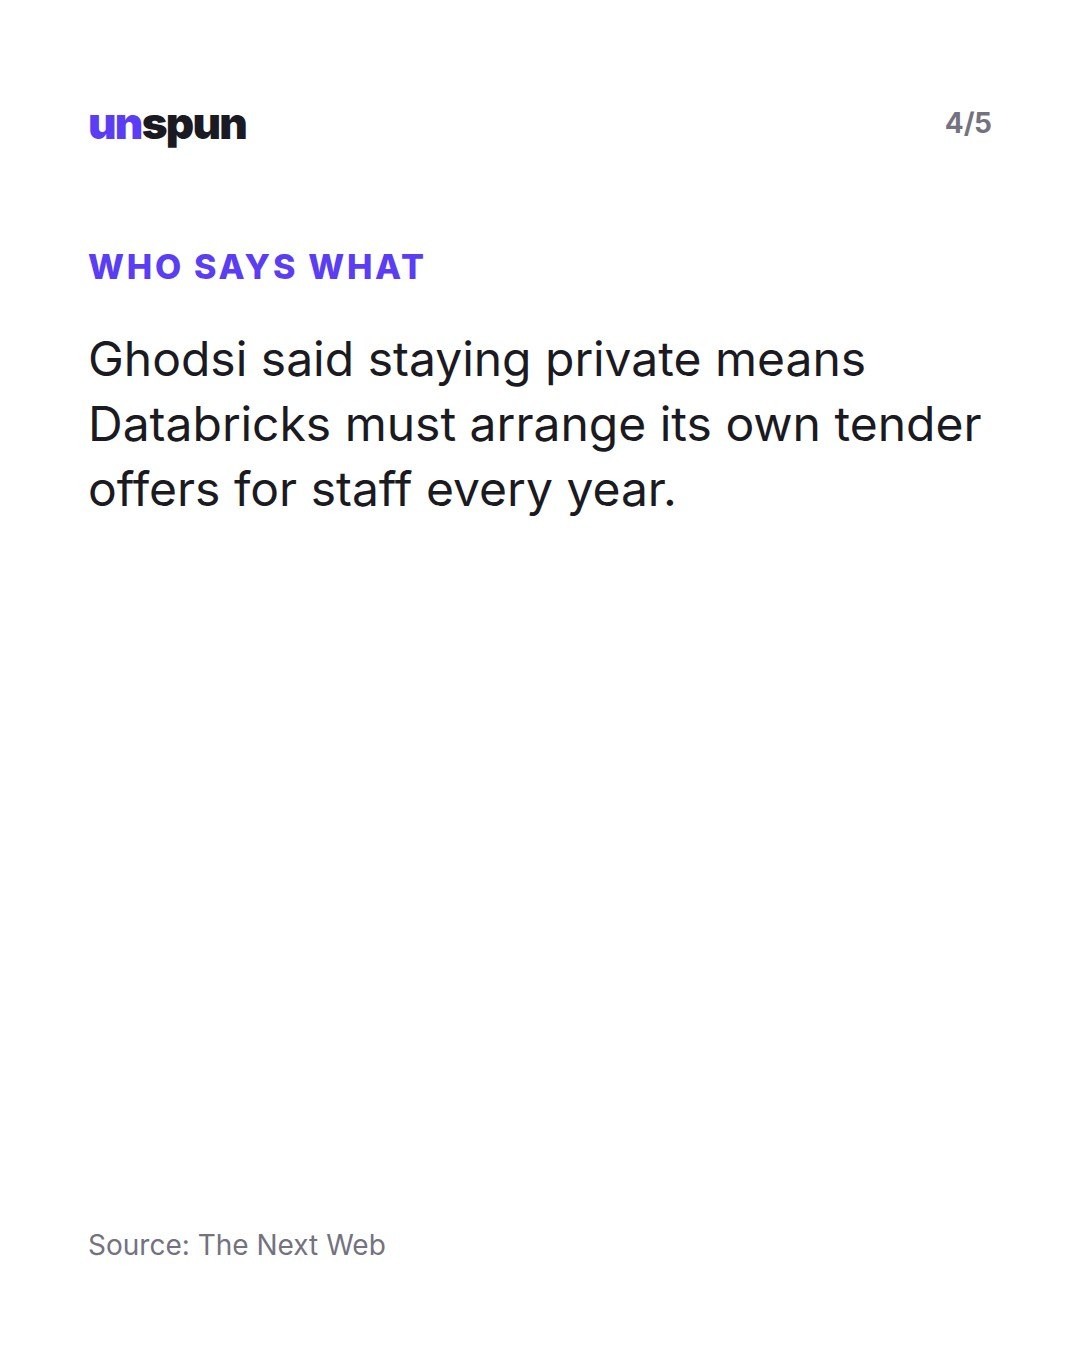 unspun
4/5
WHO SAYS WHAT
Ghodsi said staying private means
Databricks must arrange its own tender
offers for staff every year.
Source: The Next Web